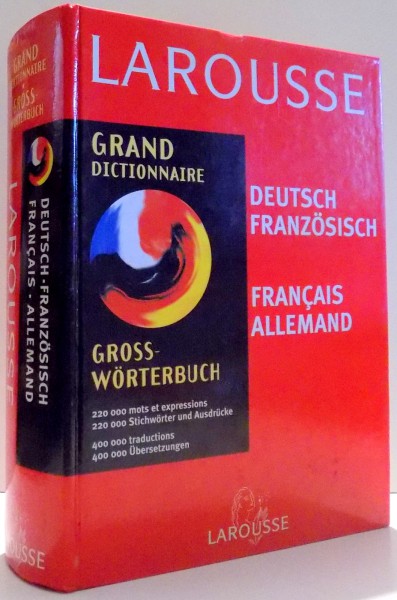 GRAND
DICTIONNAIRE
GROSS-
WÖRTERBUCH
DEUTSCH-FRANZÖSISCH
FRANÇAIS - ALLEMAND
LAROUSSE
LAROUSSE
LAROUSSE
GRAND
DICTIONNAIRE
GROSS-
WÖRTERBUCH
220 000 mots et expressions
220 000 Stichwörter und Ausdrücke
400 000 traductions
400 000 Übersetzungen
DEUTSCH
FRANZÖSISCH
FRANÇAIS
ALLEMAND
LAROUSSE